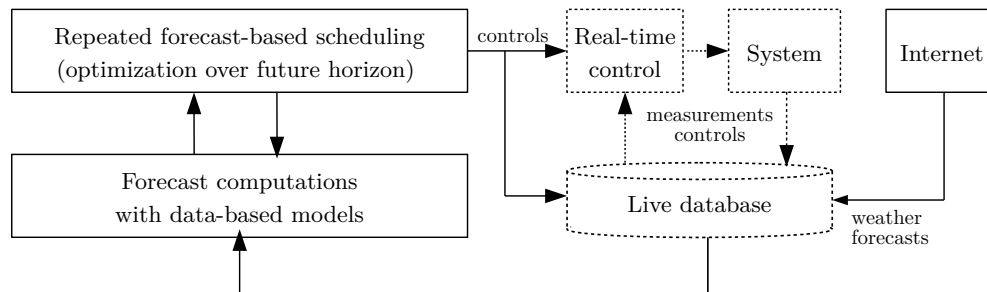 Repeated forecast-based scheduling
(optimization over future horizon)
controls
Real-time
control
System
Internet
measurements
controls
Forecast computations
with data-based models
Live database
weather
forecasts